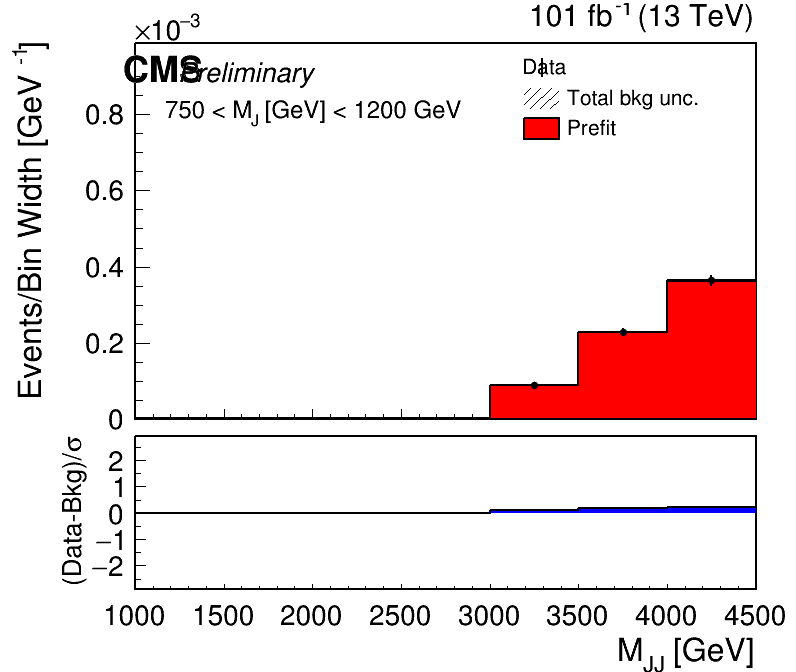 ×10⁻³
101 fb⁻¹ (13 TeV)
CMS Preliminary
Data
750 < M_J [GeV] < 1200 GeV
Total bkg unc.
Prefit
Events/Bin Width [GeV⁻¹]
0.8
0.6
0.4
0.2
0
(Data-Bkg)/σ
2
1
0
−1
−2
1000 1500 2000 2500 3000 3500 4000 4500
M_JJ [GeV]